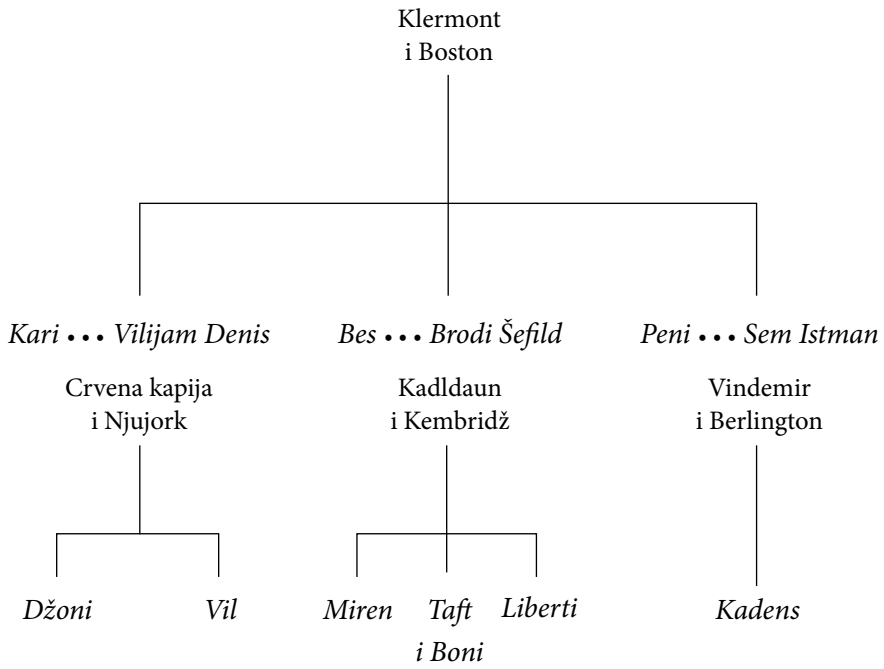 Klermont
i Boston
Kari ••• Vilijam Denis
Bes ••• Brodi Šefild
Peni ••• Sem Istman
Crvena kapija
i Njujork
Kadldaun
i Kembridž
Vindemir
i Berlington
Džoni
Vil
Miren
Taft
i Boni
Liberti
Kadens